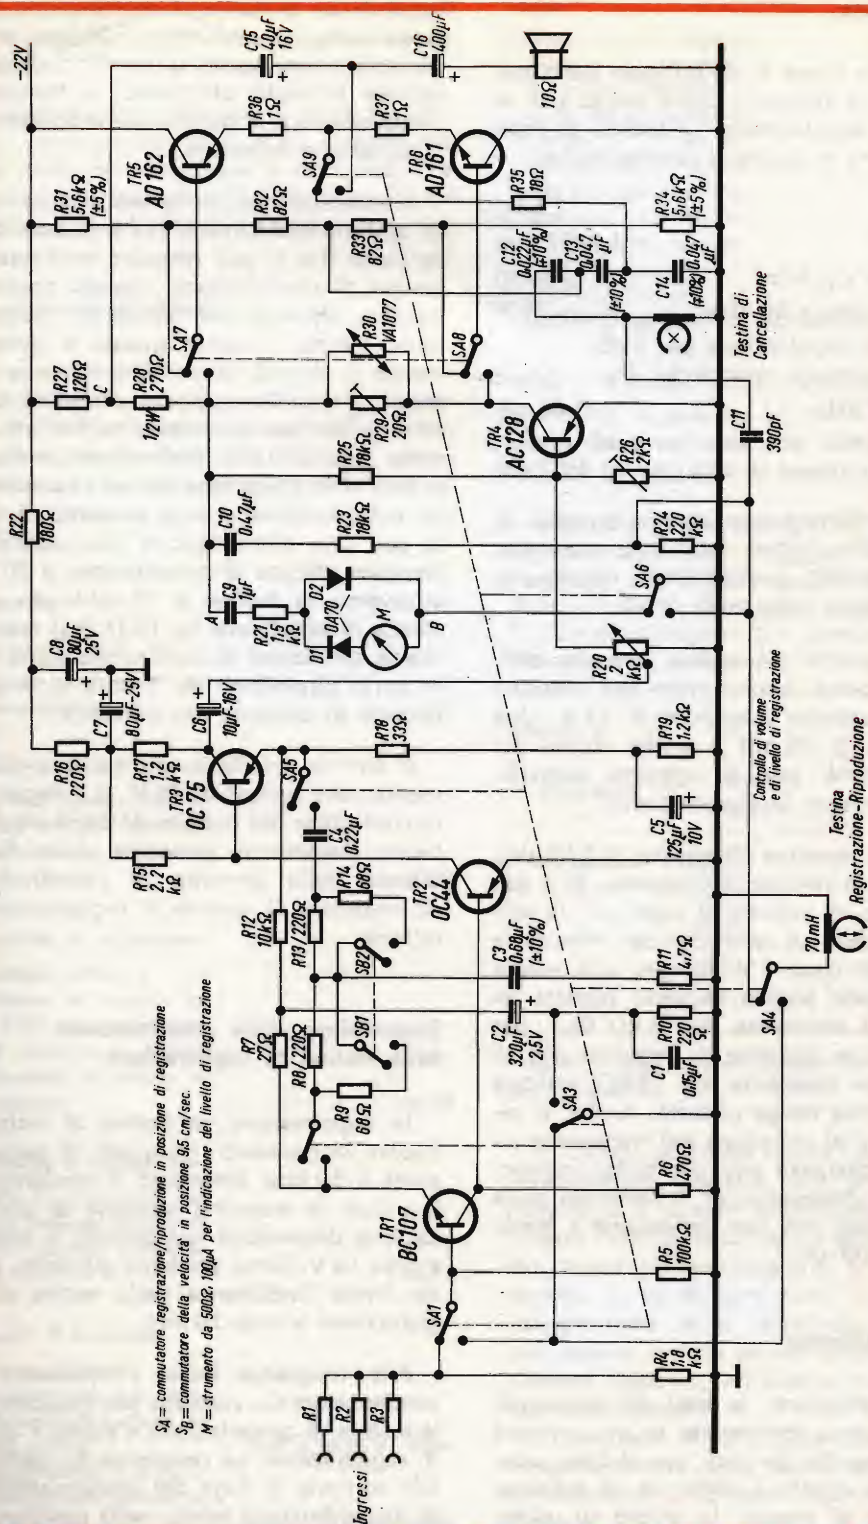 SA = commutatore registrazione/riproduzione in posizione di registrazione
SB = commutatore della velocità in posizione 9,5 cm/sec.
M = strumento da 500Ω, 100µA per l'indicazione del livello di registrazione
Ingressi
R1
R2
R3
R4
1,8
kΩ
SA1
TR1
BC107
R5
100kΩ
R6
470Ω
R7
27Ω
R8/220Ω
R9
68Ω
SB1
SB2
R12
10kΩ
R13/220Ω
R14
68Ω
C4
0,22µF
SA5
C2
320µF
2,5V
C3
0,68µF
(±10%)
SA3
C1
0,15µF
R10
220
Ω
R11
4,7Ω
SA4
70mH
Testina
Registrazione-Riproduzione
TR2
OC44
R15
2,2
kΩ
R16
220Ω
R17
1,2
kΩ
TR3
OC75
C7
80µF-25V
C8
80µF
25V
C6
10µF-16V
R18
33Ω
C5
125µF
10V
R19
1,2kΩ
Controllo di volume
e di livello di registrazione
R20
2
kΩ
R22
180Ω
A
C9
1µF
R21
1,5
kΩ
D1
OA70
D2
M
B
SA6
C10
0,47µF
R23
18kΩ
R24
220
kΩ
R25
18kΩ
R26
2kΩ
C11
390pF
R27
120Ω
C
R28
270Ω
1/2W
R29
20Ω
R30
VA1077
TR4
AC128
SA7
SA8
R31
5,6kΩ
(±5%)
R32
82Ω
R33
82Ω
R34
5,6kΩ
(±5%)
C12
0,022µF
(±10%)
C13
0,047
µF
(±10%)
C14
0,047
µF
(±10%)
Testina di
Cancellazione
-22V
TR5
AD162
R36
1Ω
R37
1Ω
SA9
TR6
AD161
R35
18Ω
C15
40µF
16V
C16
400µF
10Ω